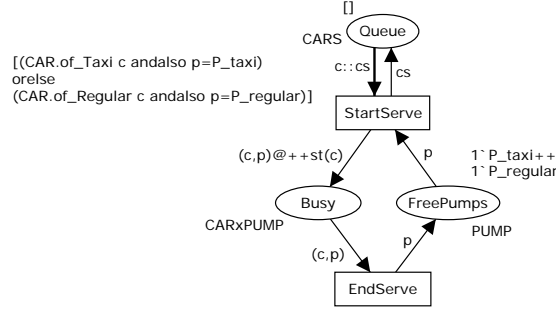 []
Queue
CARS
[(CAR.of_Taxi c andalso p=P_taxi)
orelse
(CAR.of_Regular c andalso p=P_regular)]
c::cs
cs
StartServe
(c,p)@++st(c)
p
1`P_taxi++
1`P_regular
Busy
FreePumps
CARxPUMP
PUMP
(c,p)
p
EndServe